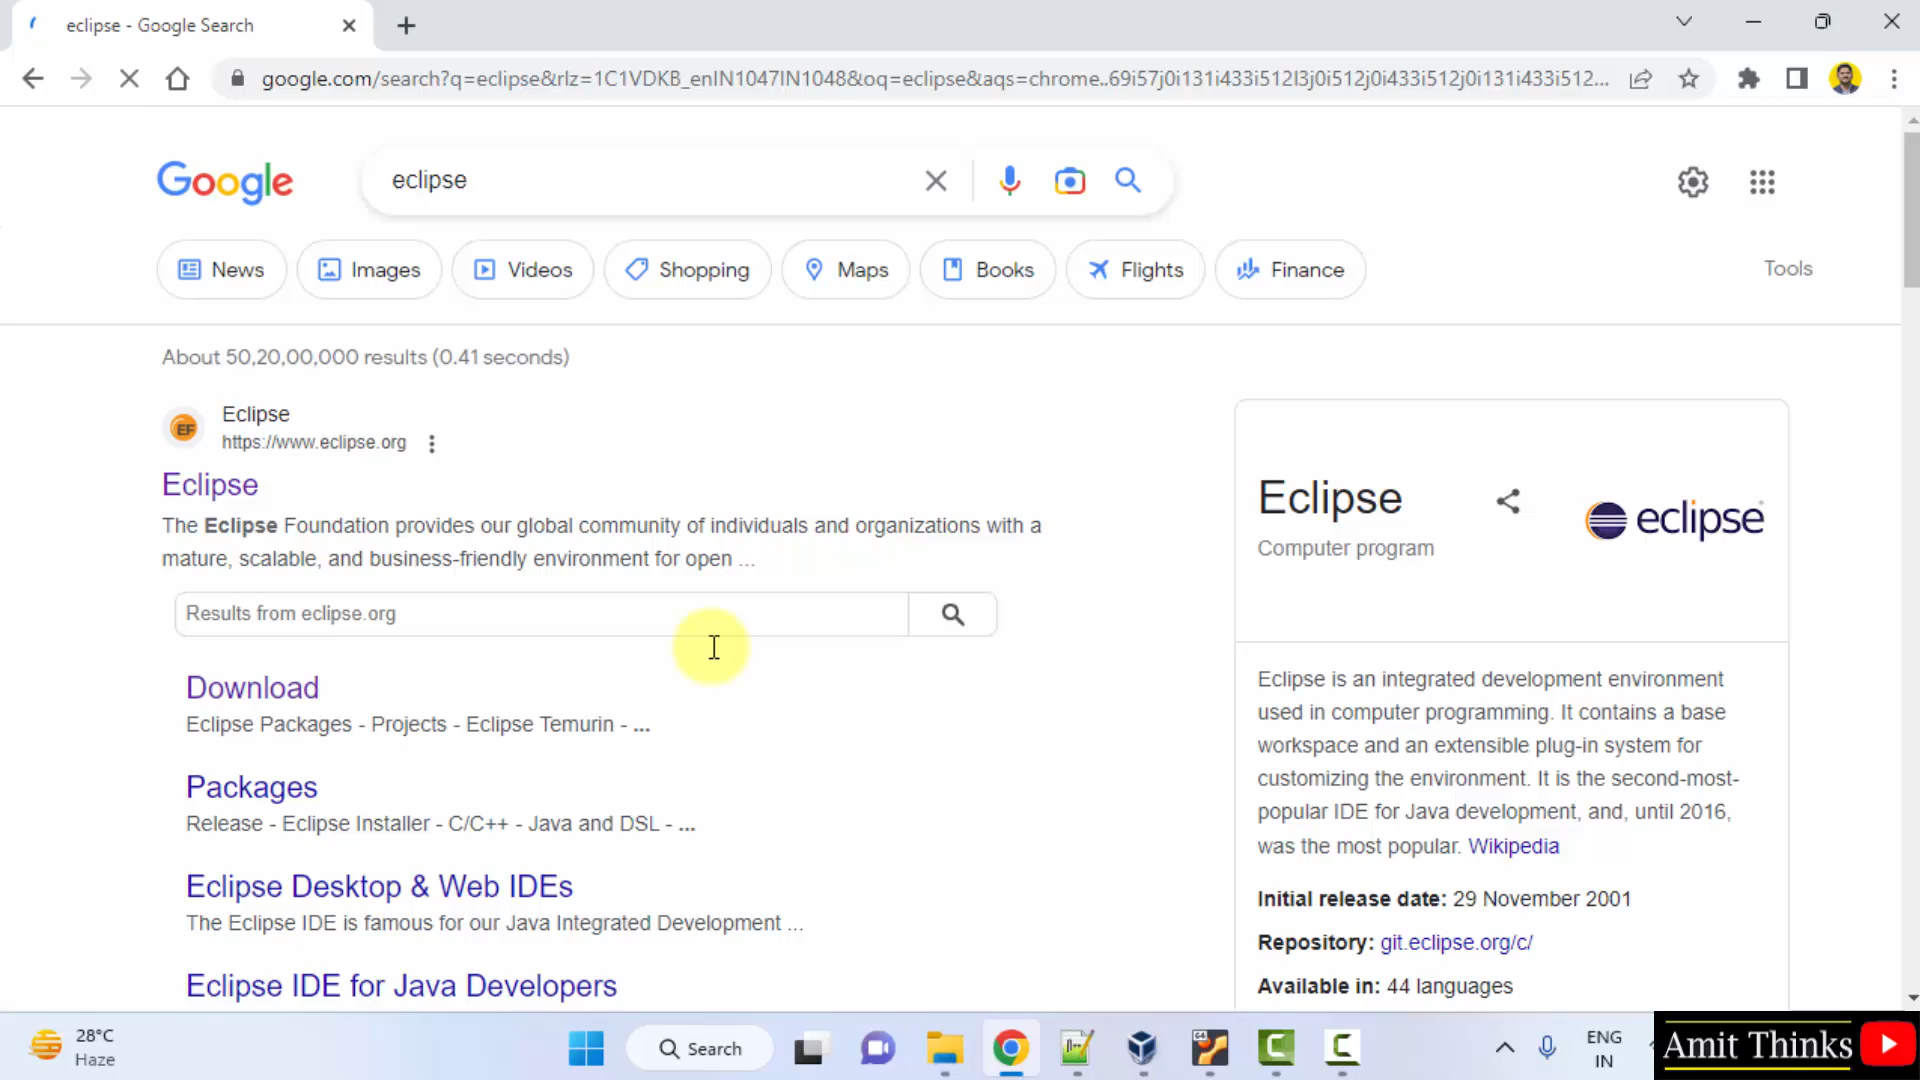 eclipse - Google Search
google.com/search?q=eclipse&rlz=1C1VDKB_enIN1047IN1048&oq=eclipse&aqs=chrome..69i57j0i131i433i512l3j0i512j0i433i512j0i131i433i512...
Google
eclipse
News
Images
Videos
Shopping
Maps
Books
Flights
Finance
Tools
About 50,20,00,000 results (0.41 seconds)
EF
Eclipse
https://www.eclipse.org
Eclipse
The Eclipse Foundation provides our global community of individuals and organizations with a
mature, scalable, and business-friendly environment for open ...
Results from eclipse.org
Download
Eclipse Packages - Projects - Eclipse Temurin - ...
Packages
Release - Eclipse Installer - C/C++ - Java and DSL - ...
Eclipse Desktop & Web IDEs
The Eclipse IDE is famous for our Java Integrated Development ...
Eclipse IDE for Java Developers
Eclipse
Computer program
eclipse
Eclipse is an integrated development environment
used in computer programming. It contains a base
workspace and an extensible plug-in system for
customizing the environment. It is the second-most-
popular IDE for Java development, and, until 2016,
was the most popular. Wikipedia
Initial release date: 29 November 2001
Repository: git.eclipse.org/c/
Available in: 44 languages
28°C
Haze
Search
64
C
C
ENG
IN
Amit Thinks